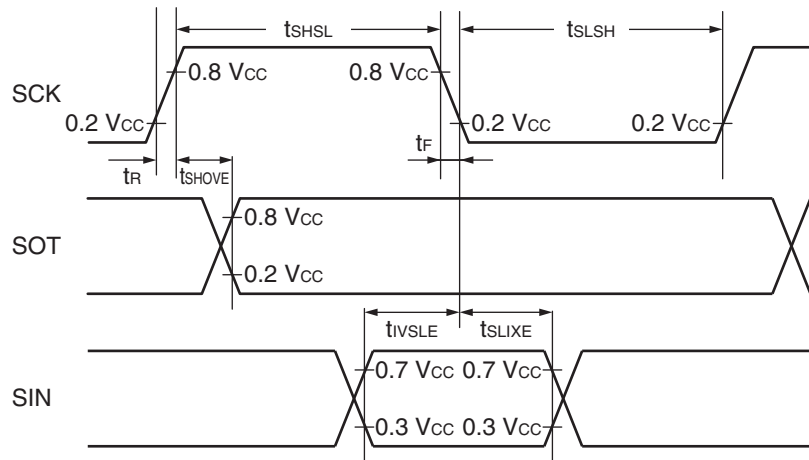 tSHSL tSLSH
SCK 0.8 VCC 0.8 VCC
0.2 VCC 0.2 VCC 0.2 VCC
tF
tR tSHOVE
SOT 0.8 VCC
0.2 VCC
tIVSLE tSLIXE
SIN 0.7 VCC 0.7 VCC
0.3 VCC 0.3 VCC